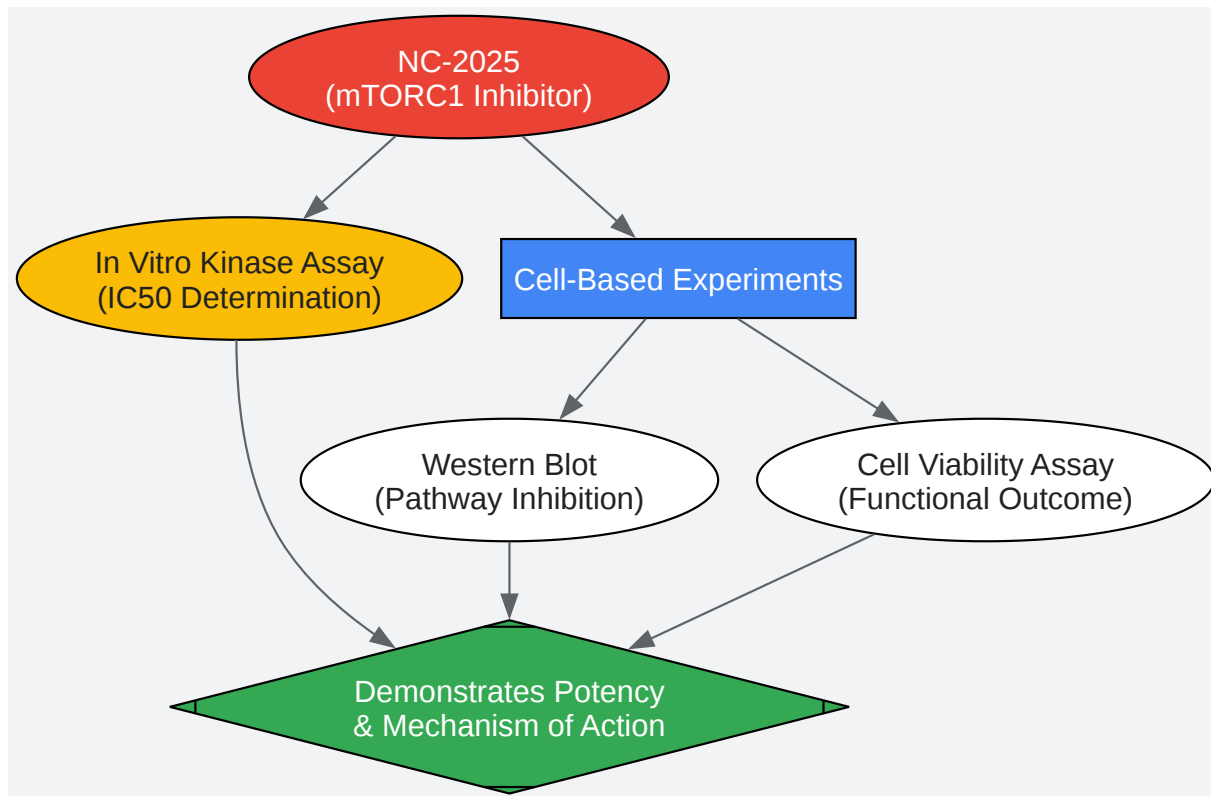 NC-2025
(mTORC1 Inhibitor)
In Vitro Kinase Assay
(IC50 Determination)
Cell-Based Experiments
Western Blot
(Pathway Inhibition)
Cell Viability Assay
(Functional Outcome)
Demonstrates Potency
& Mechanism of Action